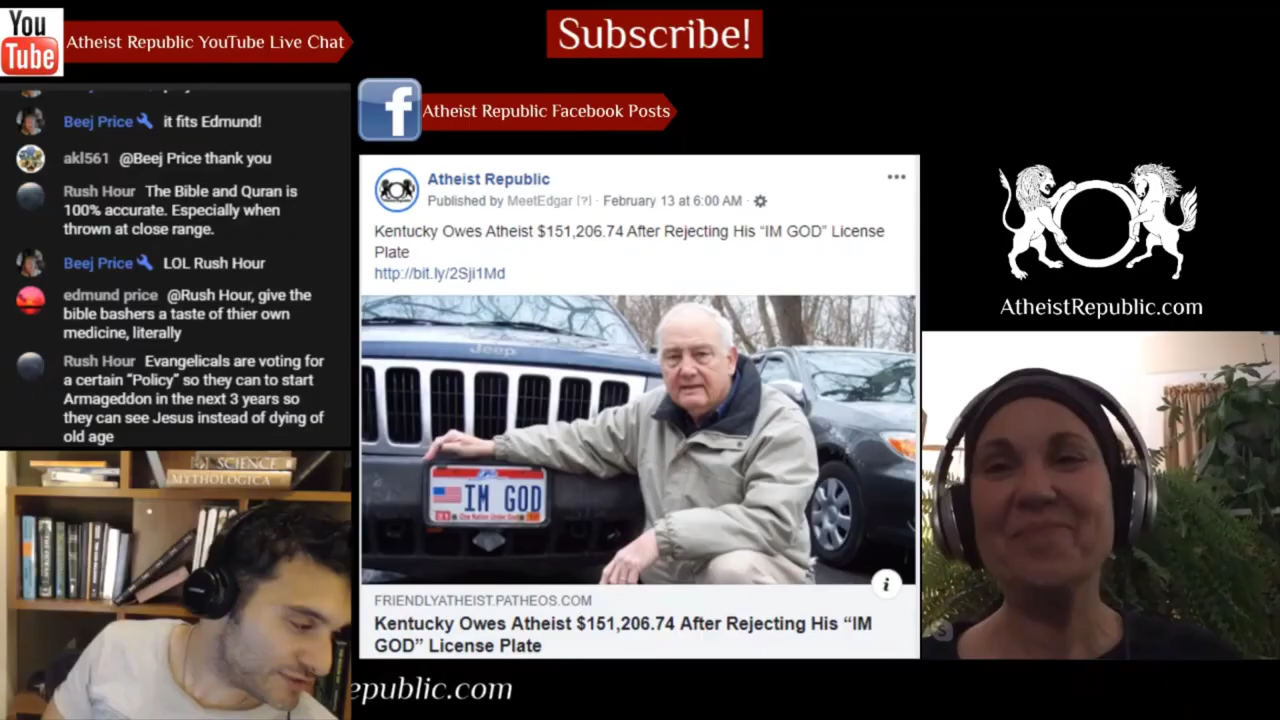 You
Tube
Atheist Republic YouTube Live Chat
Subscribe!
Beej Price it fits Edmund!
akl561 @Beej Price thank you
Rush Hour The Bible and Quran is
100% accurate. Especially when
thrown at close range.
Beej Price LOL Rush Hour
edmund price @Rush Hour, give the
bible bashers a taste of thier own
medicine, literally
Rush Hour Evangelicals are voting for
a certain “Policy” so they can to start
Armageddon in the next 3 years so
they can see Jesus instead of dying of
old age
SCIENCE
MYTHOLOGICA
f
Atheist Republic Facebook Posts
Atheist Republic
Published by MeetEdgar [?] · February 13 at 6:00 AM ·
Kentucky Owes Atheist $151,206.74 After Rejecting His “IM GOD” License
Plate
http://bit.ly/2Sji1Md
Jeep
IM GOD
One Nation Under God
i
FRIENDLYATHEIST.PATHEOS.COM
Kentucky Owes Atheist $151,206.74 After Rejecting His “IM
GOD” License Plate
epublic.com
AtheistRepublic.com